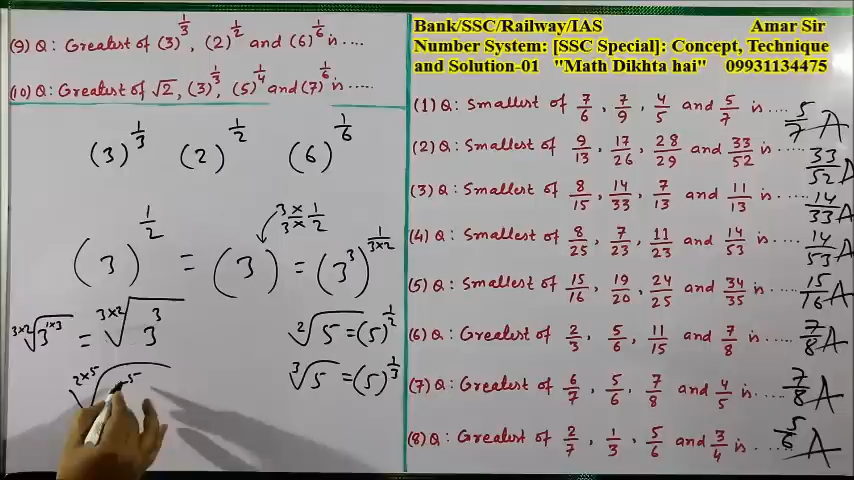 (9) Q: Greatest of (3)^1/3, (2)^1/2 and (6)^1/6 is ....
(10) Q: Greatest of √2, (3)^1/3, (5)^1/4 and (7)^1/6 is ....
(3)^1/3 (2)^1/2 (6)^1/6
3×/3× 1/2
(3)^1/2 = (3) = (3^3)^1/3×2
3×2√3^1×3 = 3×2√3^3
2√5 = (5)^1/2
3√5 = (5)^1/3
2×5√ 5
Bank/SSC/Railway/IAS Amar Sir
Number System: [SSC Special]: Concept, Technique
and Solution-01 "Math Dikhta hai" 09931134475
(1) Q: Smallest of 7/6, 7/9, 4/5 and 5/7 is .... 5/7 A
(2) Q: Smallest of 9/13, 17/26, 28/29 and 33/52 is ..... 33/52 A
(3) Q: Smallest of 8/15, 14/33, 7/13 and 11/13 is ..... 14/33 A
(4) Q: Smallest of 8/25, 7/23, 11/23 and 14/53 is ..... 14/53 A
(5) Q: Smallest of 15/16, 19/20, 24/25 and 34/35 is ..... 15/16 A
(6) Q: Greatest of 2/3, 5/6, 11/15 and 7/8 is ..... 7/8 A
(7) Q: Greatest of 6/7, 5/6, 7/8 and 4/5 is ..... 7/8 A
(8) Q: Greatest of 2/7, 1/3, 5/6 and 3/4 is ..... 5/6 A